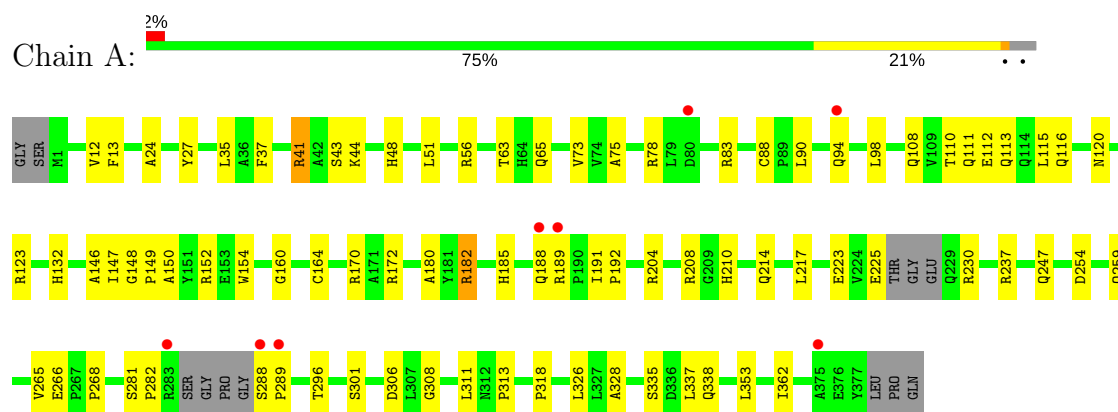 2%
Chain A:
75% 21% • •
GLY SER M1 V12 F13 A24 Y27 L35 A36 F37 R41 A42 S43 K44 H48 L51 R56 T63 H64 Q65 V73 V74 A75 R78 L79 D80 R83 C88 P89 L90 Q94 L98 Q108 V109 T110 Q111 E112 Q113 Q114 L115 Q116 N120
R123 H132 A146 I147 G148 P149 A150 Y151 R152 E153 W154 G160 C164 R170 A171 R172 A180 Y181 R182 H185 Q188 R189 P190 I191 P192 R204 R208 G209 H210 Q214 L217 E223 V224 E225 THR GLY GLU Q229 R230 R237 Q247 D254
V265 E266 P267 P268 S281 P282 R283 SER GLY PRO GLY S288 P289 T296 S301 D306 L307 G308 L311 N312 P313 P318 L326 L327 A328 S335 D336 L337 Q338 L353 I362 A375 E376 Y377 LEU PRO GLN